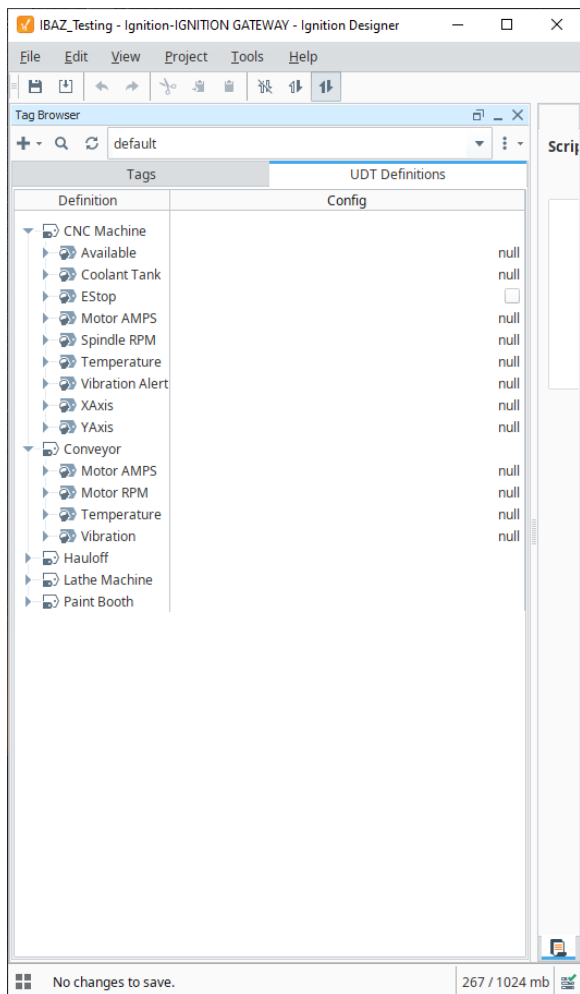 IBAZ_Testing - Ignition-IGNITION GATEWAY - Ignition Designer
File Edit View Project Tools Help
Tag Browser
default
Tags UDT Definitions
Definition Config
CNC Machine
Available null
Coolant Tank null
EStop
Motor AMPS null
Spindle RPM null
Temperature null
Vibration Alert null
XAxis null
YAxis null
Conveyor
Motor AMPS null
Motor RPM null
Temperature null
Vibration null
Hauloff
Lathe Machine
Paint Booth
No changes to save. 267 / 1024 mb